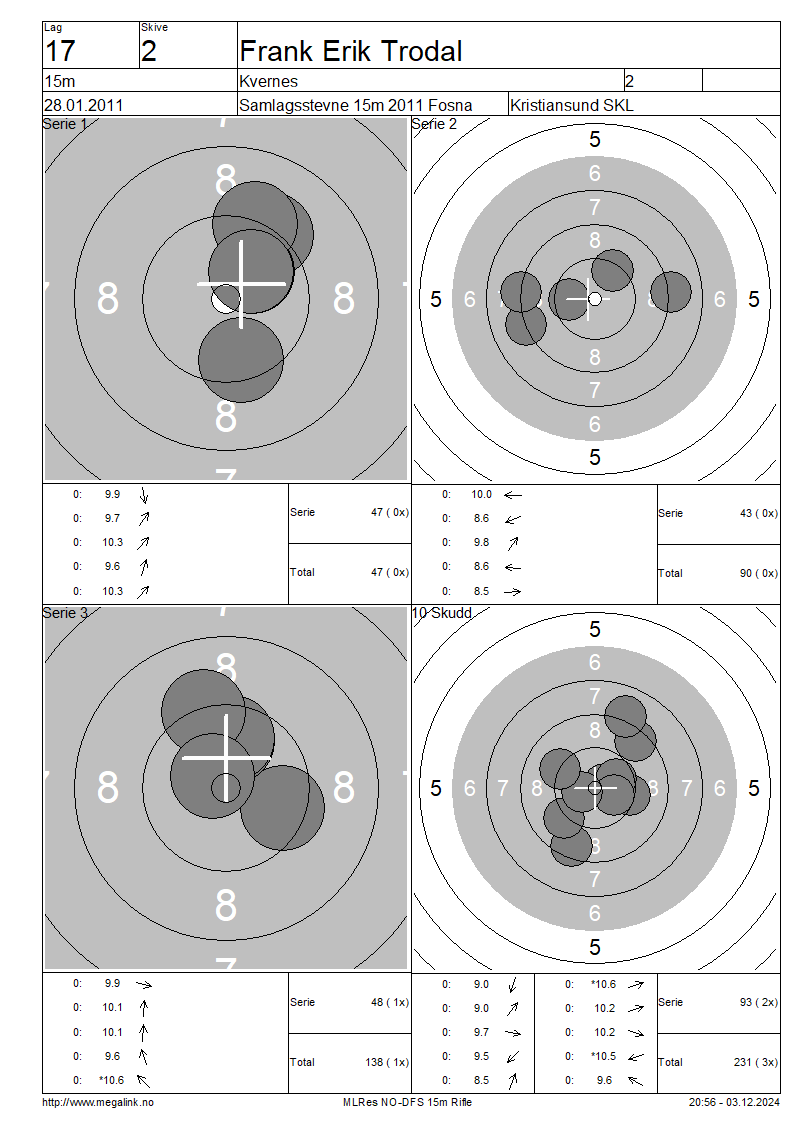 Lag Skive
17 2 Frank Erik Trodal
15m Kvernes 2
28.01.2011 Samlagsstevne 15m 2011 Fosna Kristiansund SKL
Serie 1
7
8
8 8
8
7
Serie 2
5
6
7
8
5 6 7 8 8 6 5
8
7
6
5
0: 9.9
0: 9.7
0: 10.3
0: 9.6
0: 10.3
Serie 47 ( 0x)
Total 47 ( 0x)
0: 10.0
0: 8.6
0: 9.8
0: 8.6
0: 8.5
Serie 43 ( 0x)
Total 90 ( 0x)
Serie 3
7
8
8 8
8
7
10 Skudd
5
6
7
8
5 6 7 8 8 7 6 5
8
7
6
5
0: 9.9
0: 10.1
0: 10.1
0: 9.6
0: *10.6
Serie 48 ( 1x)
Total 138 ( 1x)
0: 9.0 0: *10.6
0: 9.0 0: 10.2
0: 9.7 0: 10.2
0: 9.5 0: *10.5
0: 8.5 0: 9.6
Serie 93 ( 2x)
Total 231 ( 3x)
http://www.megalink.no MLRes NO-DFS 15m Rifle 20:56 - 03.12.2024